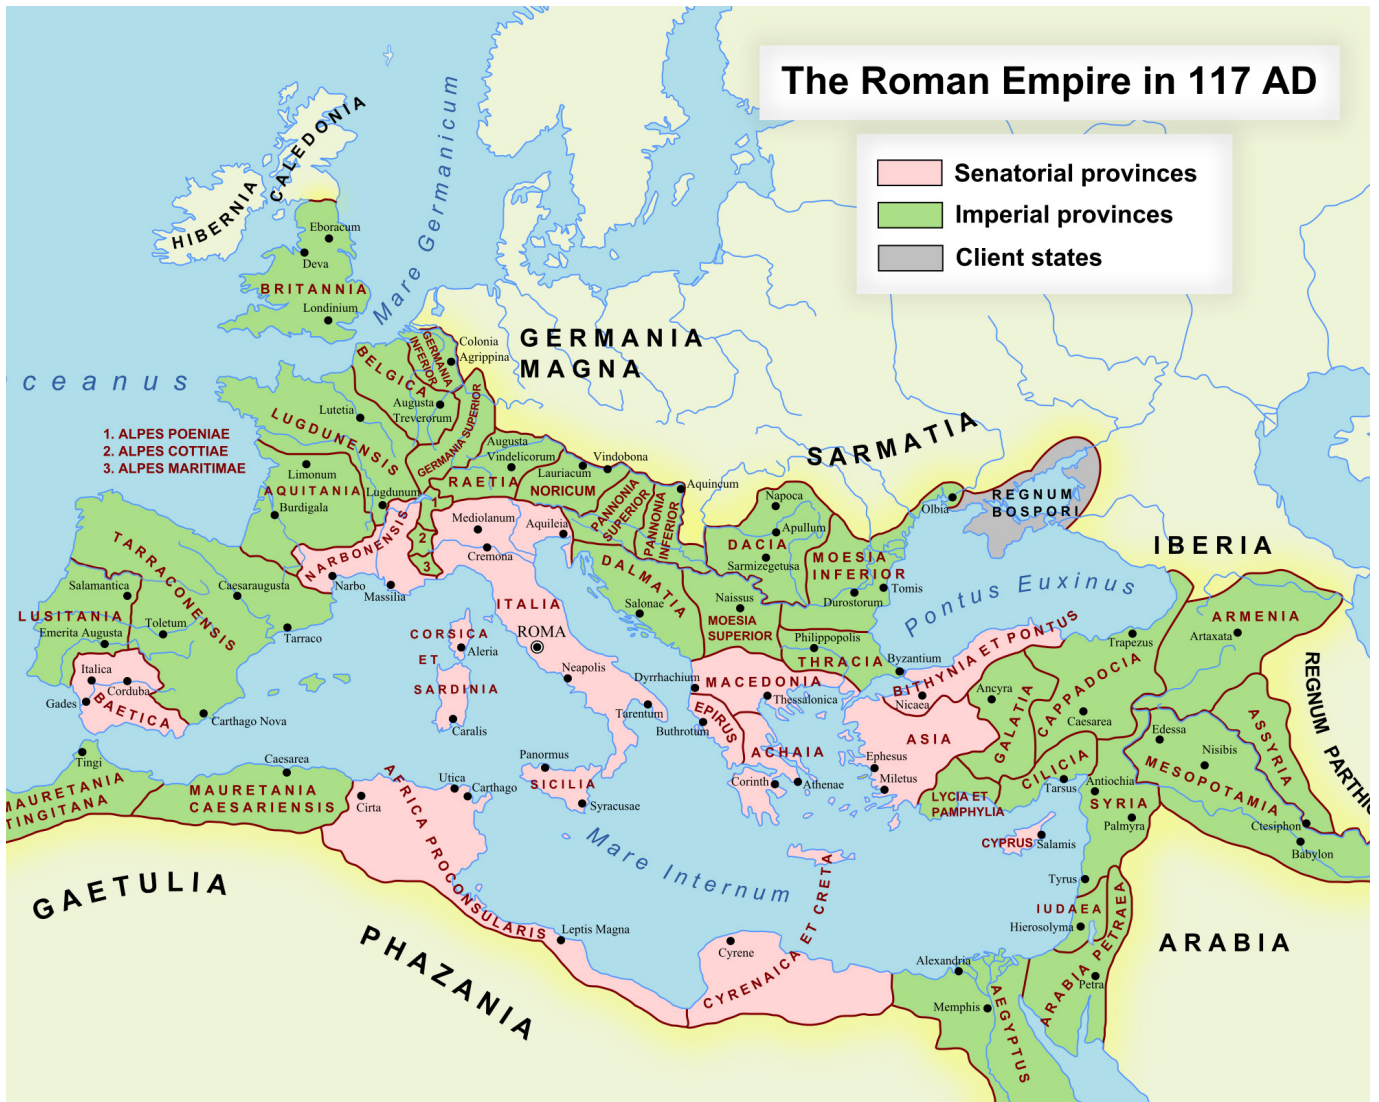 The Roman Empire in 117 AD
Senatorial provinces
Imperial provinces
Client states
CALEDONIA
HIBERNIA
Mare Germanicum
Eboracum
Deva
BRITANNIA
Londinium
GERMANIA
MAGNA
ceanus
GERMANIA
INFERIOR
Colonia
Agrippina
BELGICA
Augusta
Treverorum
Lutetia
LUGDUNENSIS
GERMANIA SUPERIOR
1. ALPES POENIAE
2. ALPES COTTIAE
3. ALPES MARITIMAE
Limonum
AQUITANIA
Burdigala
Lugdunum
Augusta
Vindelicorum
RAETIA
Lauriacum
NORICUM
Vindobona
PANNONIA
SUPERIOR
PANNONIA
INFERIOR
Aquincum
SARMATIA
Napoca
Apullum
DACIA
Sarmizegetusa
MOESIA
INFERIOR
Durostorum
Tomis
Olbia
REGNUM
BOSPORI
IBERIA
Pontus Euxinus
1
2
3
NARBONENSIS
Narbo
Massilia
Mediolanum
Cremona
Aquileia
ITALIA
ROMA
Neapolis
Tarentum
DALMATIA
Salonae
Naissus
MOESIA
SUPERIOR
Philippopolis
THRACIA
Byzantium
TARRACONENSIS
Salamantica
Caesaraugusta
LUSITANIA
Emerita Augusta
Toletum
Tarraco
Italica
Corduba
Gades
BAETICA
Carthago Nova
CORSICA
ET
SARDINIA
Aleria
Caralis
Dyrrhachium
MACEDONIA
Thessalonica
EPIRUS
Buthrotum
ACHAIA
Corinth
Athenae
BITHYNIA ET PONTUS
Nicaea
Ancyra
GALATIA
CAPPADOCIA
Caesarea
Trapezus
ARMENIA
Artaxata
REGNUM PARTHIC
ASIA
Ephesus
Miletus
LYCIA ET
PAMPHYLIA
CILICIA
Tarsus
Antiochia
SYRIA
Palmyra
Edessa
Nisibis
MESOPOTAMIA
ASSYRIA
Ctesiphon
Babylon
CYPRUS
Salamis
Tyrus
IUDAEA
Hierosolyma
ARABIA PETRAEA
Petra
ARABIA
Tingi
MAURETANIA
TINGITANA
Caesarea
MAURETANIA
CAESARIENSIS
Cirta
Utica
Carthago
AFRICA PROCONSULARIS
Panormus
SICILIA
Syracusae
Mare Internum
Leptis Magna
GAETULIA
PHAZANIA
Cyrene
CYRENAICA ET CRETA
Alexandria
Memphis
AEGYPTUS